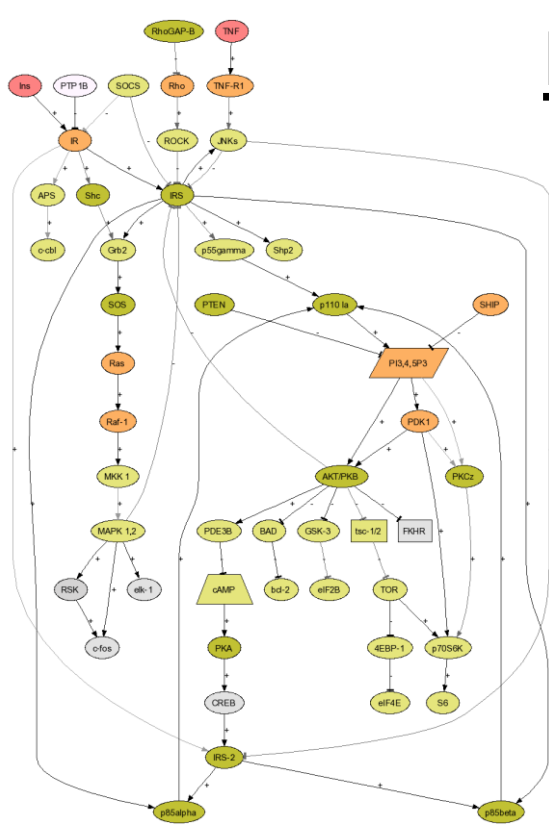 RhoGAP-B TNF
Ins PTP1B SOCS Rho TNF-R1
IR ROCK JNKs
APS Shc IRS
c-cbl Grb2 p55gamma Shp2
SOS PTEN p110 Ia SHIP
Ras PI3,4,5P3
Raf-1 PDK1
MKK 1 AKT/PKB PKCz
MAPK 1,2 PDE3B BAD GSK-3 tsc-1/2 FKHR
RSK elk-1 cAMP bcl-2 eIF2B TOR
c-fos PKA 4EBP-1 p70S6K
CREB eIF4E S6
IRS-2
p85alpha p85beta